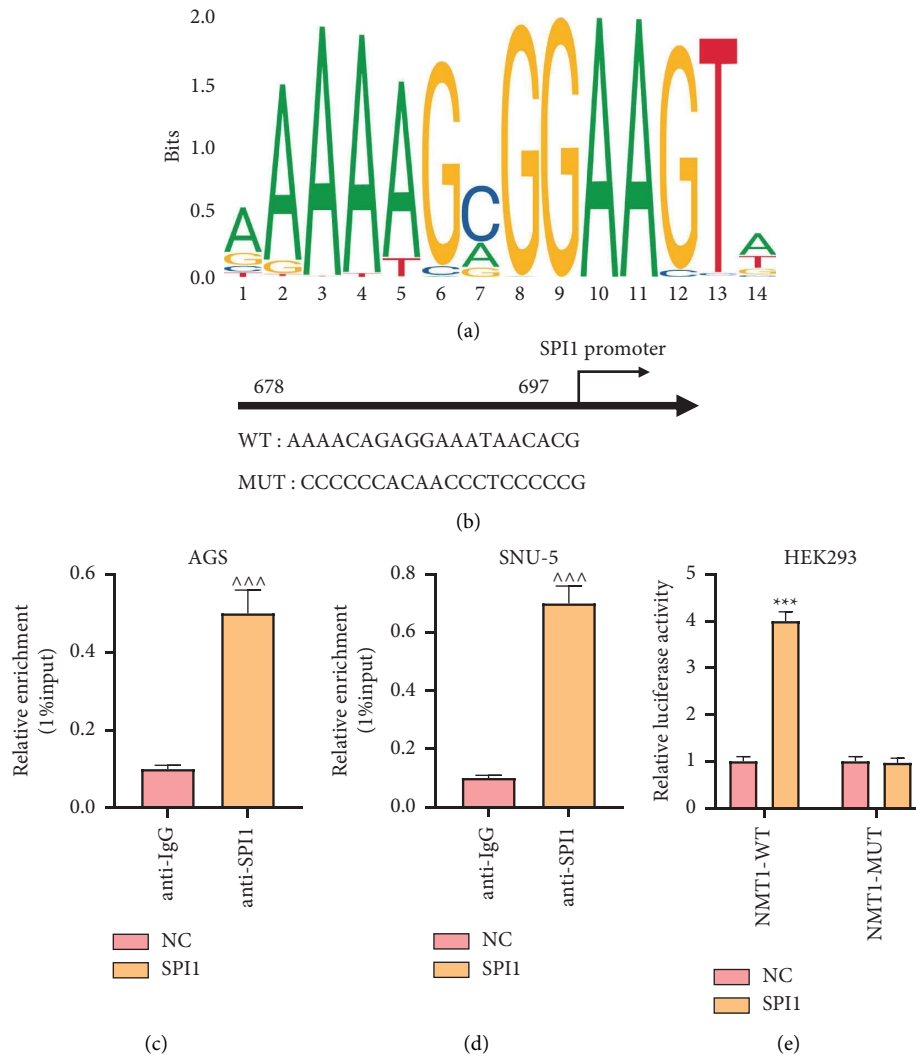 2.0
1.5
1.0
0.5
0.0
Bits
A G C T
A G T
A T
A T
A T
G C
C A G
G
G
A
A
G C
T C
A T G C
1 2 3 4 5 6 7 8 9 10 11 12 13 14
(a)
SPI1 promoter
678 697
WT : AAAACAGAGGAAATAACACG
MUT : CCCCCCACAACCCTCCCCCG
(b)
AGS
Relative enrichment
(1%input)
0.6
0.4
0.2
0.0
^^^
anti-IgG
anti-SPI1
NC
SPI1
(c)
SNU-5
Relative enrichment
(1%input)
0.8
0.6
0.4
0.2
0.0
^^^
anti-IgG
anti-SPI1
NC
SPI1
(d)
HEK293
Relative luciferase activity
5
4
3
2
1
0
***
NMT1-WT
NMT1-MUT
NC
SPI1
(e)